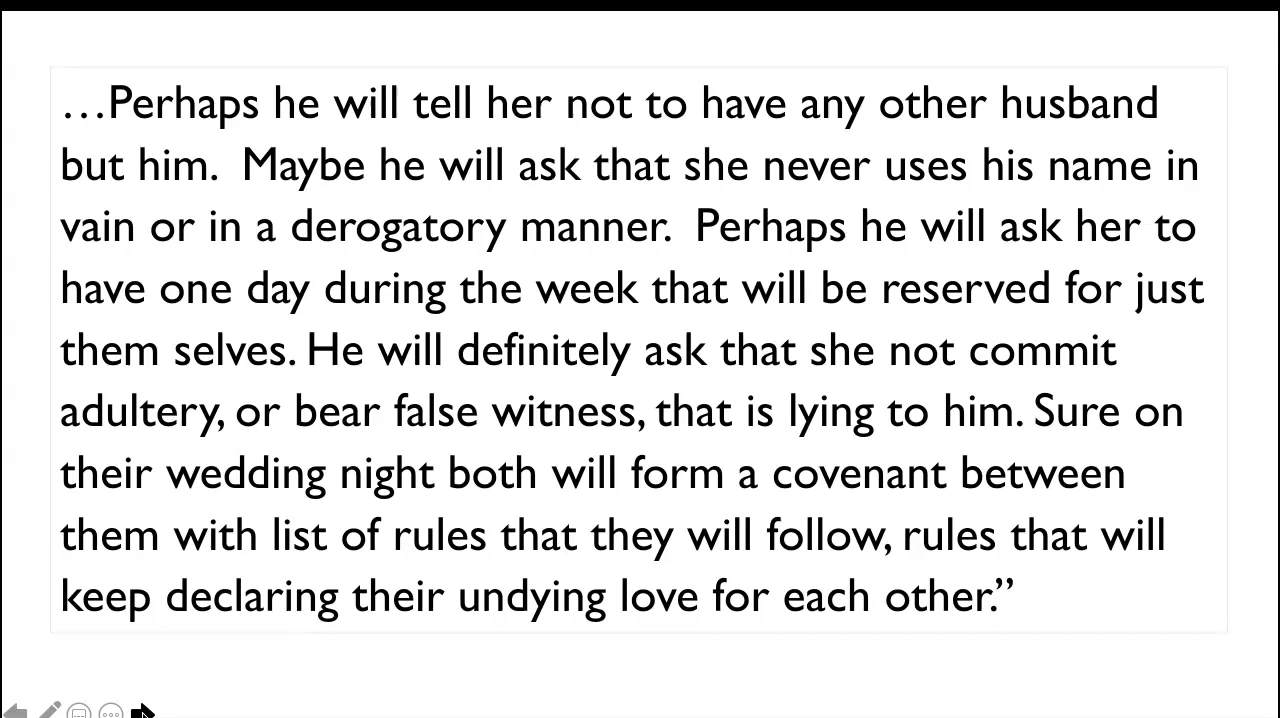 …Perhaps he will tell her not to have any other husband
but him.  Maybe he will ask that she never uses his name in
vain or in a derogatory manner.  Perhaps he will ask her to
have one day during the week that will be reserved for just
them selves. He will definitely ask that she not commit
adultery, or bear false witness, that is lying to him. Sure on
their wedding night both will form a covenant between
them with list of rules that they will follow, rules that will
keep declaring their undying love for each other.”